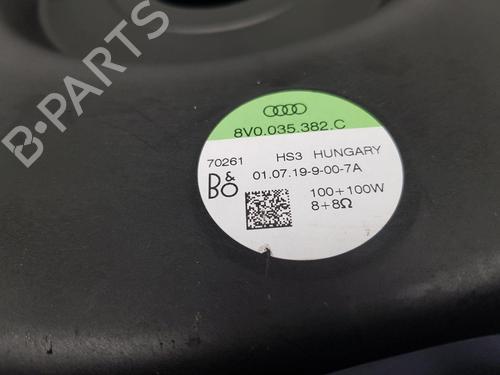 B-PARTS
8V0.035.382.C
70261 HS3 HUNGARY
B&O 01.07.19-9-00-7A
100+100W
8+8Ω